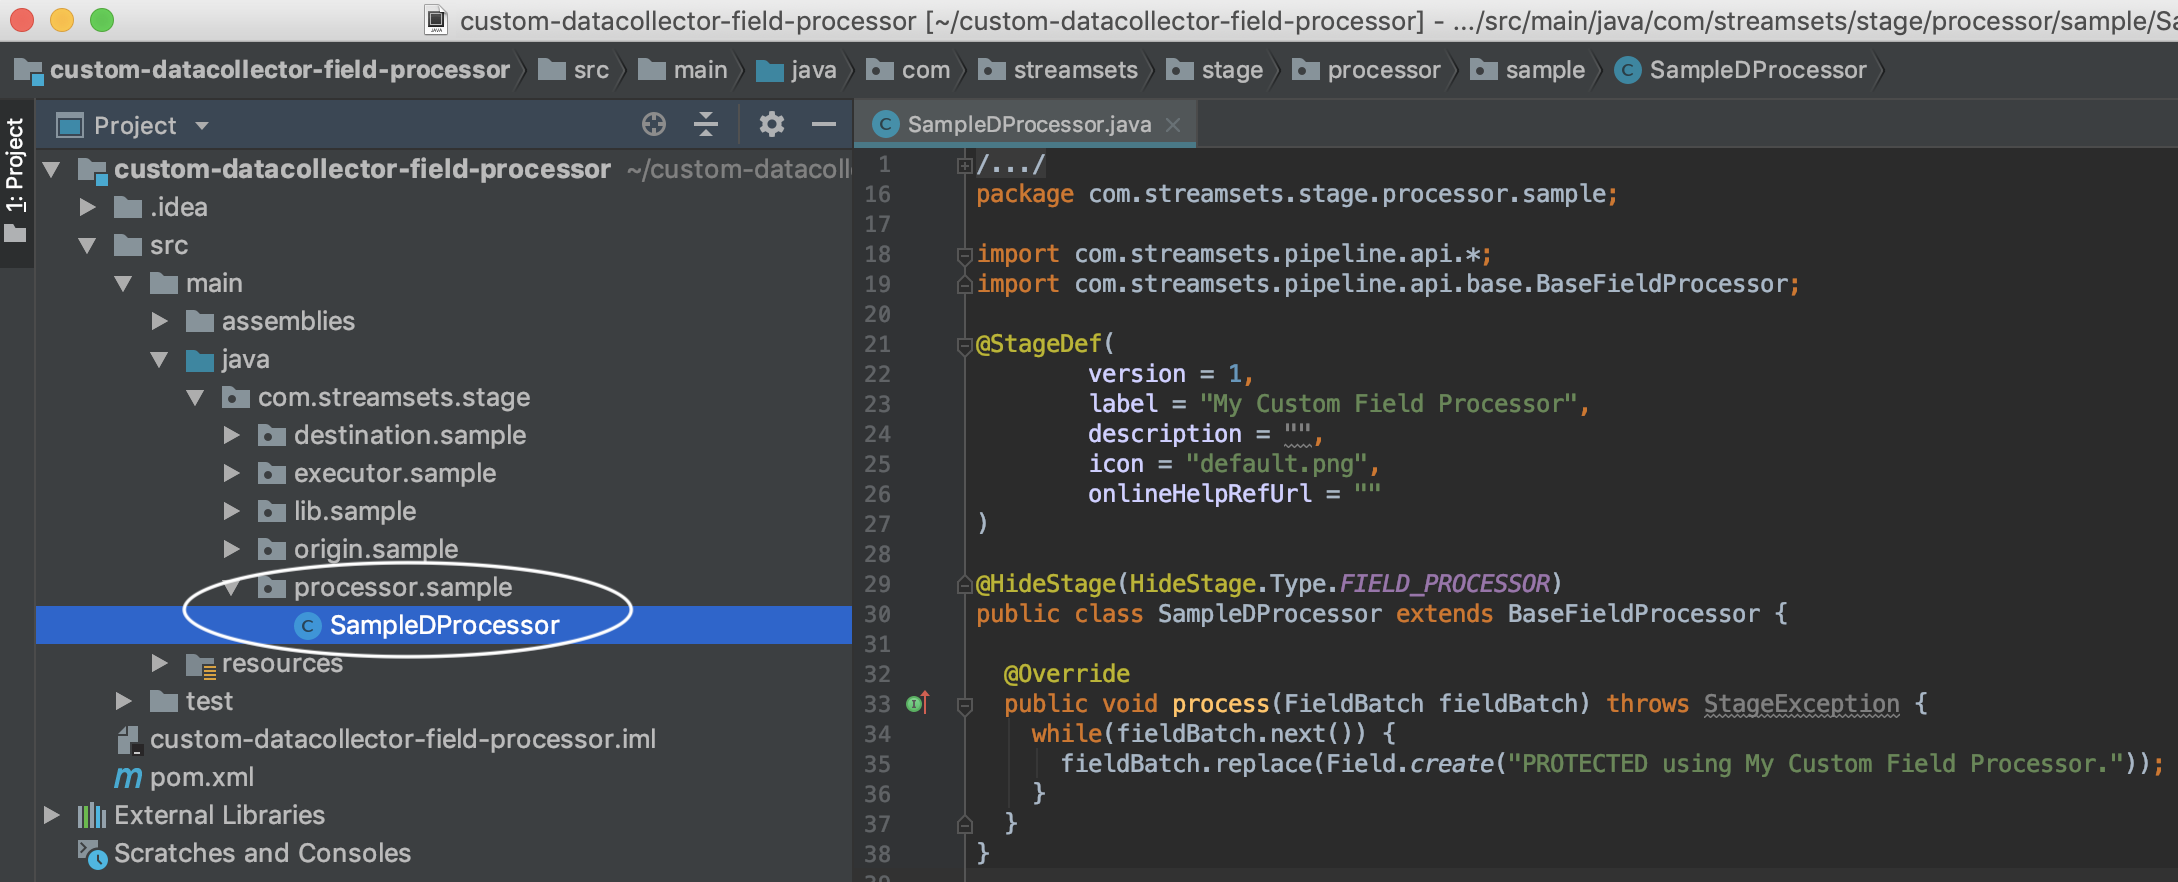 custom-datacollector-field-processor [~/custom-datacollector-field-processor] - .../src/main/java/com/streamsets/stage/processor/sample/Sa
custom-datacollector-field-processor src main java com streamsets stage processor sample SampleDProcessor
1: Project
Project
custom-datacollector-field-processor ~/custom-datacoll
.idea
src
main
assemblies
java
com.streamsets.stage
destination.sample
executor.sample
lib.sample
origin.sample
processor.sample
SampleDProcessor
resources
test
custom-datacollector-field-processor.iml
pom.xml
External Libraries
Scratches and Consoles
SampleDProcessor.java
1 /.../
16 package com.streamsets.stage.processor.sample;
17
18 import com.streamsets.pipeline.api.*;
19 import com.streamsets.pipeline.api.base.BaseFieldProcessor;
20
21 @StageDef(
22 version = 1,
23 label = "My Custom Field Processor",
24 description = "",
25 icon = "default.png",
26 onlineHelpRefUrl = ""
27 )
28
29 @HideStage(HideStage.Type.FIELD_PROCESSOR)
30 public class SampleDProcessor extends BaseFieldProcessor {
31
32 @Override
33 public void process(FieldBatch fieldBatch) throws StageException {
34 while(fieldBatch.next()) {
35 fieldBatch.replace(Field.create("PROTECTED using My Custom Field Processor."));
36 }
37 }
38 }